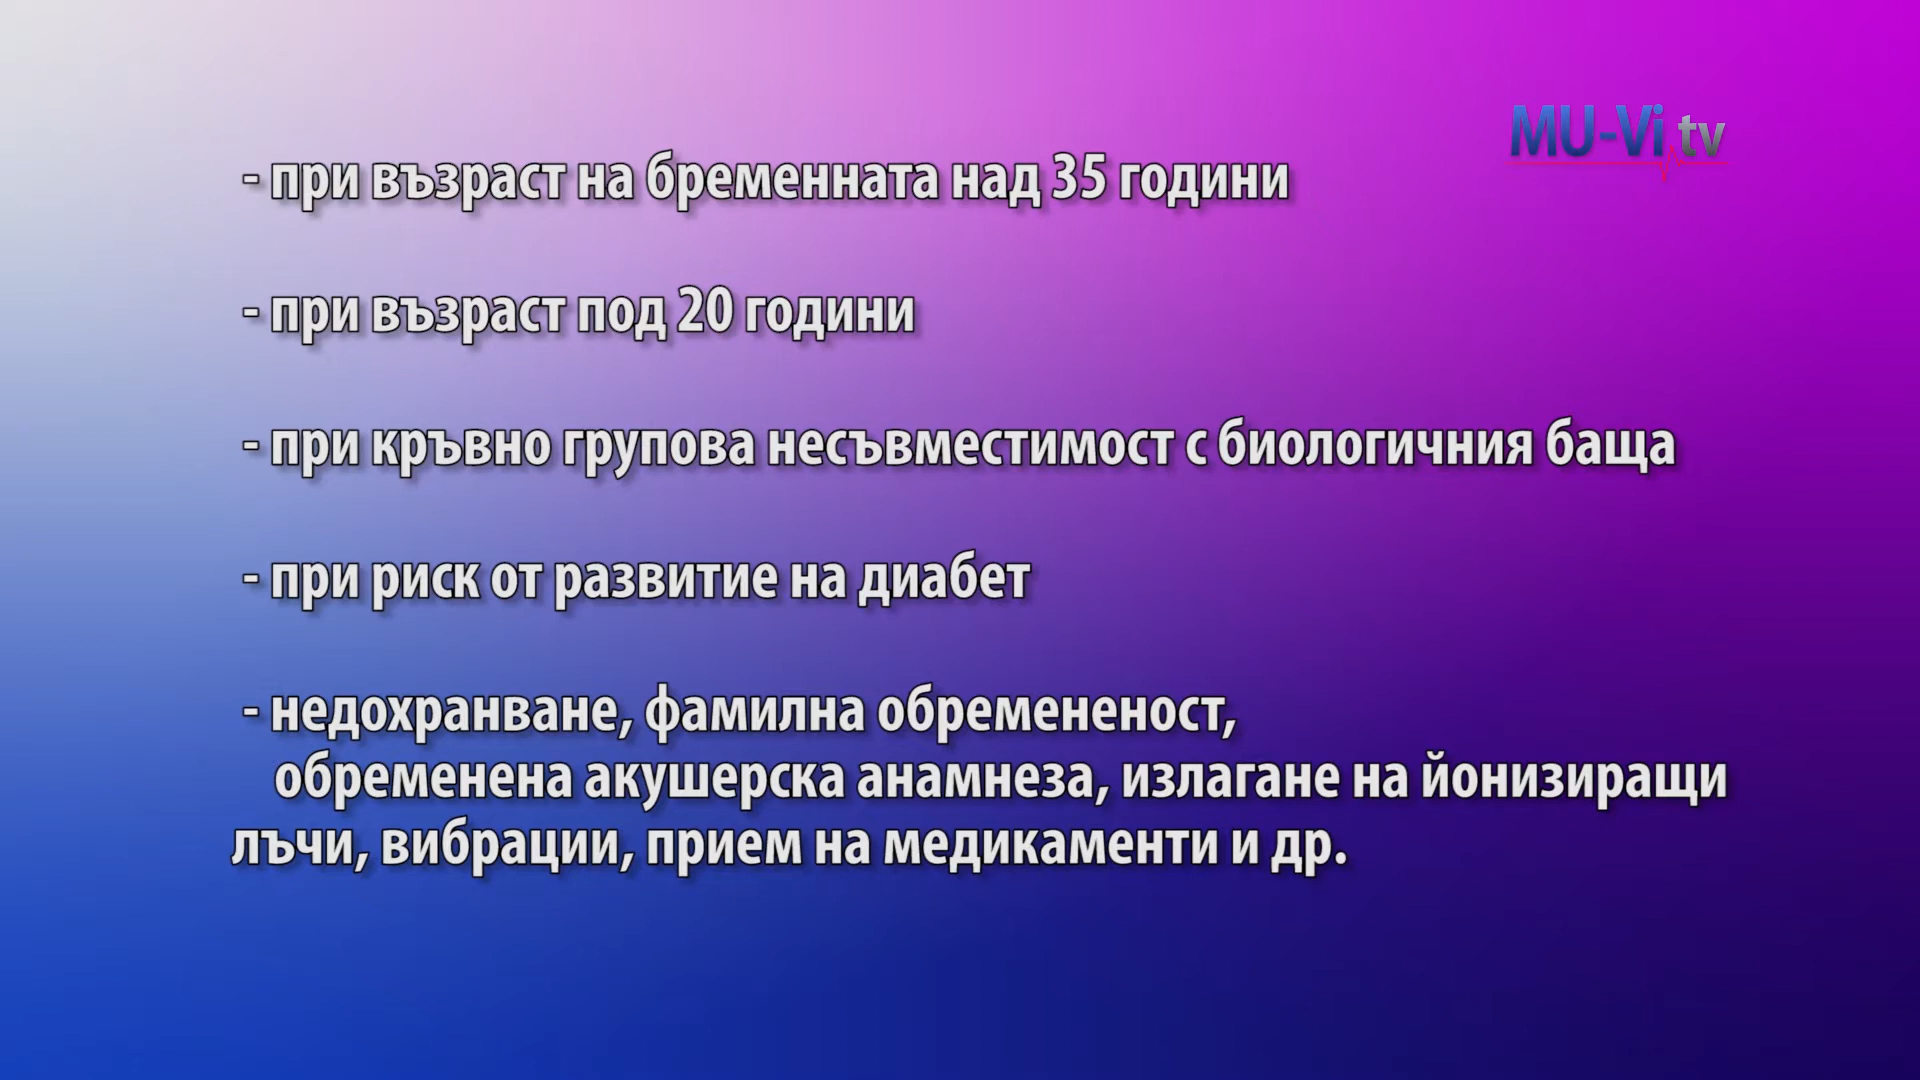 MU-Vi.tv
- при възраст на бременната над 35 години
- при възраст под 20 години
- при кръвно групова несъвместимост с биологичния баща
- при риск от развитие на диабет
- недохранване, фамилна обремененост,
обременена акушерска анамнеза, излагане на йонизиращи
лъчи, вибрации, прием на медикаменти и др.